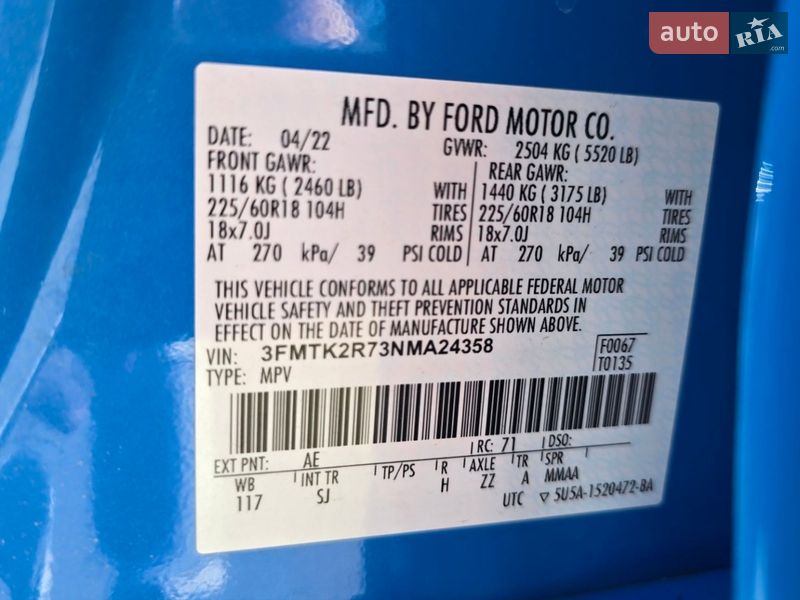 auto RIA.com
MFD. BY FORD MOTOR CO.
DATE: 04/22 GVWR: 2504 KG ( 5520 LB)
FRONT GAWR: REAR GAWR:
1116 KG ( 2460 LB) WITH 1440 KG ( 3175 LB) WITH
225/60R18 104H TIRES 225/60R18 104H TIRES
18x7.0J RIMS 18x7.0J RIMS
AT 270 kPa/ 39 PSI COLD AT 270 kPa/ 39 PSI COLD
THIS VEHICLE CONFORMS TO ALL APPLICABLE FEDERAL MOTOR
VEHICLE SAFETY AND THEFT PREVENTION STANDARDS IN
EFFECT ON THE DATE OF MANUFACTURE SHOWN ABOVE.
VIN: 3FMTK2R73NMA24358 F0067
TYPE: MPV T0135
RC: 71 DSO:
EXT PNT: AE
WB INT TR TP/PS R AXLE TR SPR
117 SJ H ZZ A MMAA
UTC ▽ 5U5A-1520472-BA